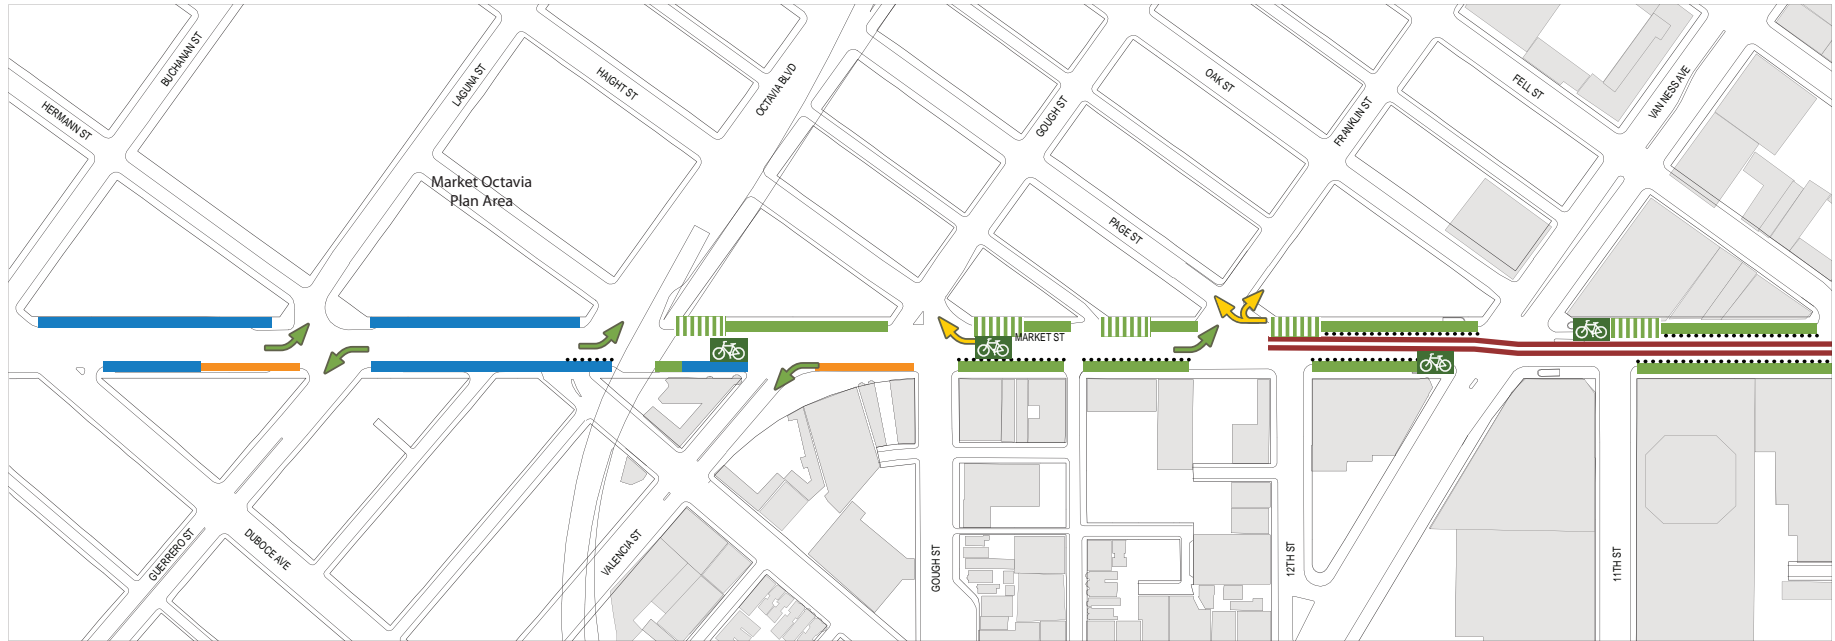 BUCHANAN ST
HERMANN ST
LAGUNA ST
HAIGHT ST
OCTAVIA BLVD
GOUGH ST
OAK ST
FRANKLIN ST
FELL ST
VAN NESS AVE
Market Octavia
Plan Area
PAGE ST
MARKET ST
GUERRERO ST
DUBOCE AVE
VALENCIA ST
GOUGH ST
12TH ST
11TH ST